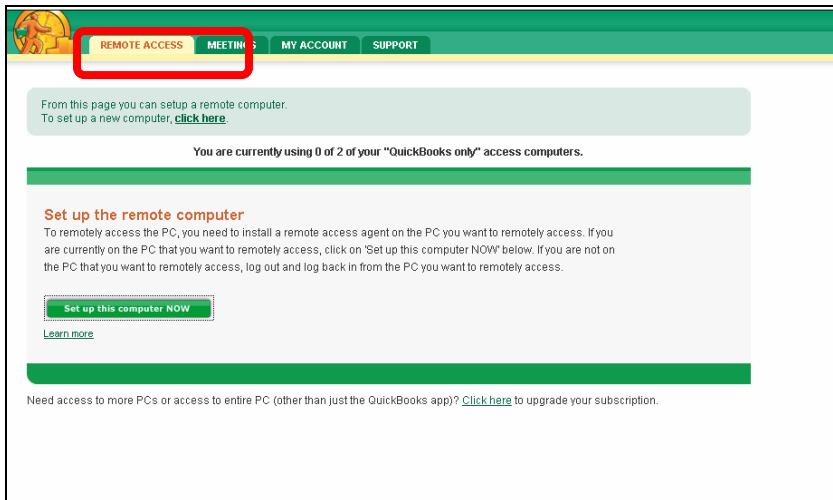 REMOTE ACCESS MEETINGS MY ACCOUNT SUPPORT
From this page you can setup a remote computer.
To set up a new computer, click here.
You are currently using 0 of 2 of your "QuickBooks only" access computers.
Set up the remote computer
To remotely access the PC, you need to install a remote access agent on the PC you want to remotely access. If you
are currently on the PC that you want to remotely access, click on 'Set up this computer NOW' below. If you are not on
the PC that you want to remotely access, log out and log back in from the PC you want to remotely access.
Set up this computer NOW
Learn more
Need access to more PCs or access to entire PC (other than just the QuickBooks app)? Click here to upgrade your subscription.